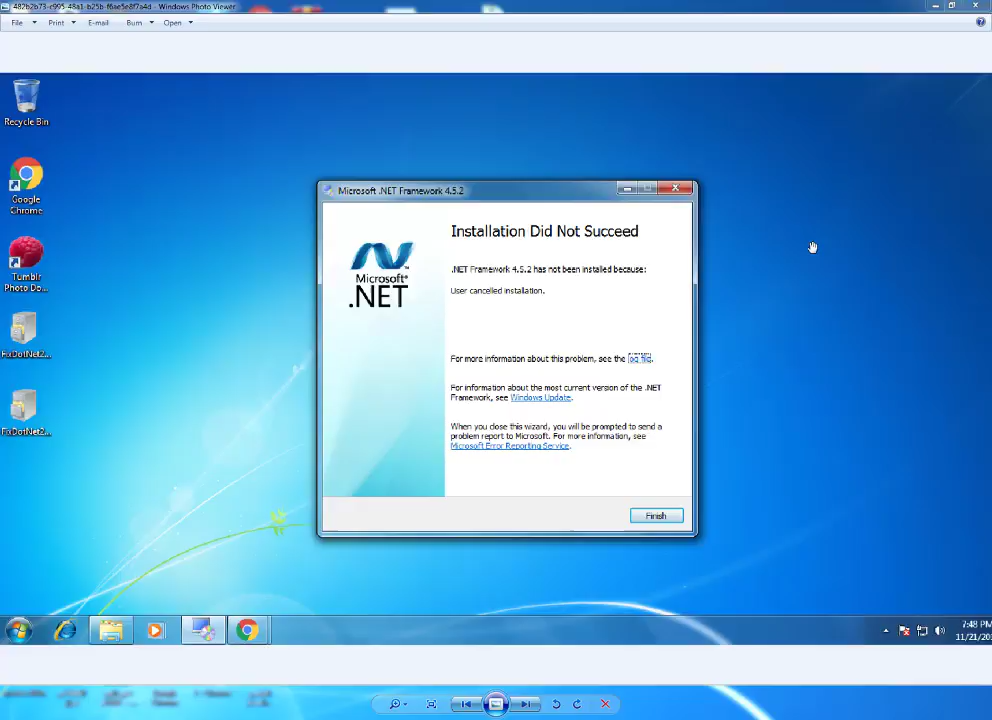 482b2b73-c995-48a1-b25b-f6ae5e8f7a4d - Windows Photo Viewer
File Print E-mail Burn Open
Recycle Bin
Google
Chrome
Tumblr
Photo Do...
FixDotNet2...
FixDotNet2...
Microsoft .NET Framework 4.5.2
Microsoft®
.NET
Installation Did Not Succeed
.NET Framework 4.5.2 has not been installed because:
User cancelled installation.
For more information about this problem, see the log file.
For information about the most current version of the .NET
Framework, see Windows Update.
When you close this wizard, you will be prompted to send a
problem report to Microsoft. For more information, see
Microsoft Error Reporting Service.
Finish
7:48 PM
11/21/20